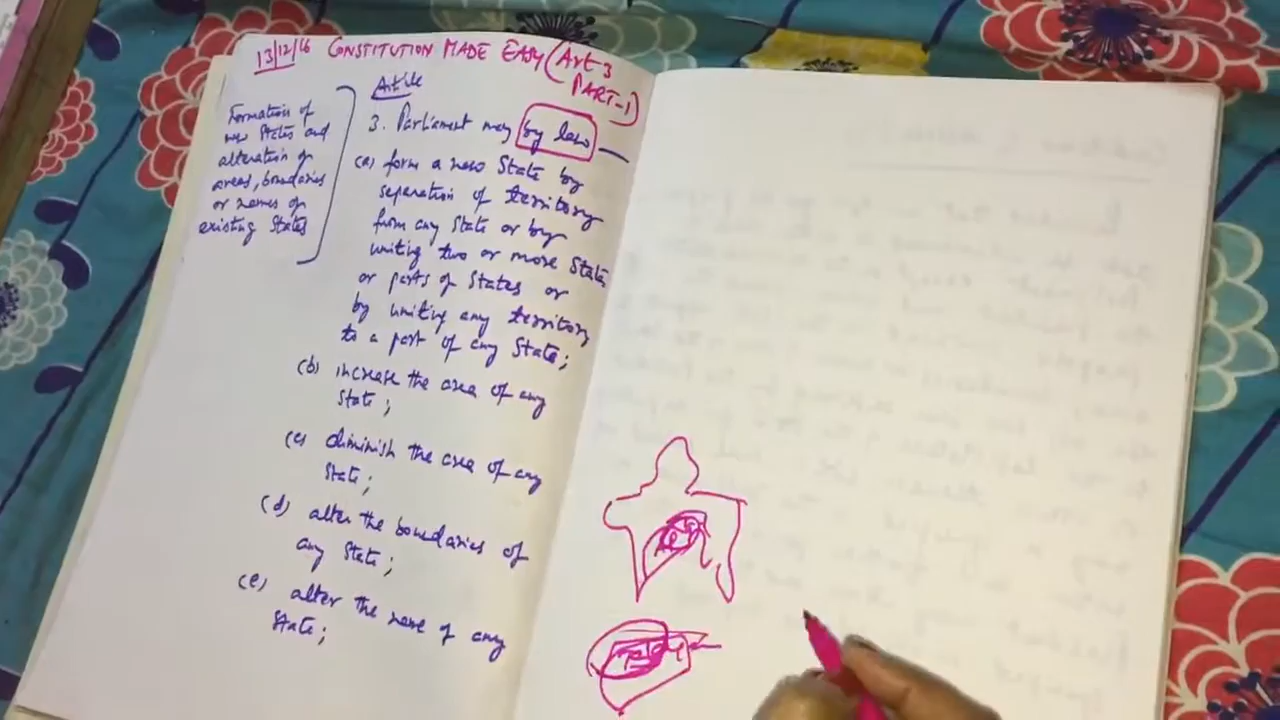 13/12/16 CONSTITUTION MADE EASY (Art 3
PART-1)
Article
Formation of
new States and
alteration of
areas, boundaries
or names of
existing States
3. Parliament may by law —
(a) form a new State by
separation of territory
from any State or by
uniting two or more States
or parts of States or
by uniting any territory
to a part of any State;
(b) increase the area of any
State;
(c) diminish the area of any
State;
(d) alter the boundaries of
any State;
(e) alter the name of any
State;